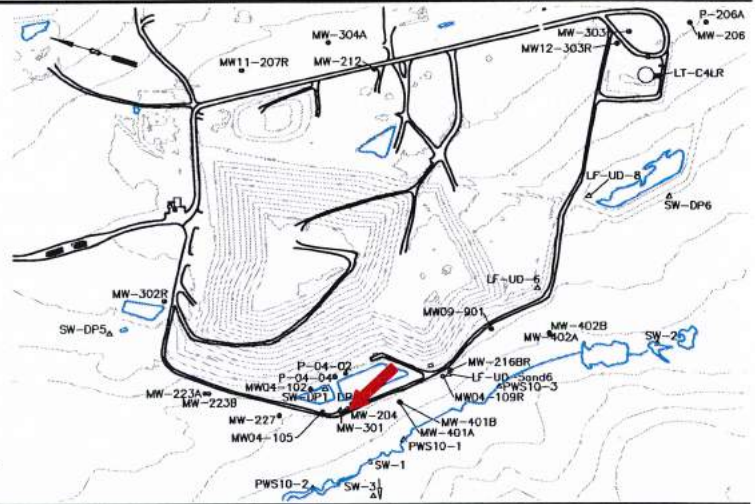 P-206A
MW-304A
MW-303
MW-206
MW12-303R
MW11-207R
MW-212
LT-C4LR
LF-UD-8
SW-DP6
LF-UD-6
MW-302R
MW09-901
SW-DP5
MW-402B
MW-402A
SW-2
P-04-02
P-04-04
MW-216BR
MW04-102
LF-UD-5and6
MW-223A
SW-DP1
PWS10-3
MW-223B
MW04-109R
MW-204
MW-227
MW-301
MW-401B
MW04-105
MW-401A
PWS10-1
SW-1
PWS10-2
SW-3